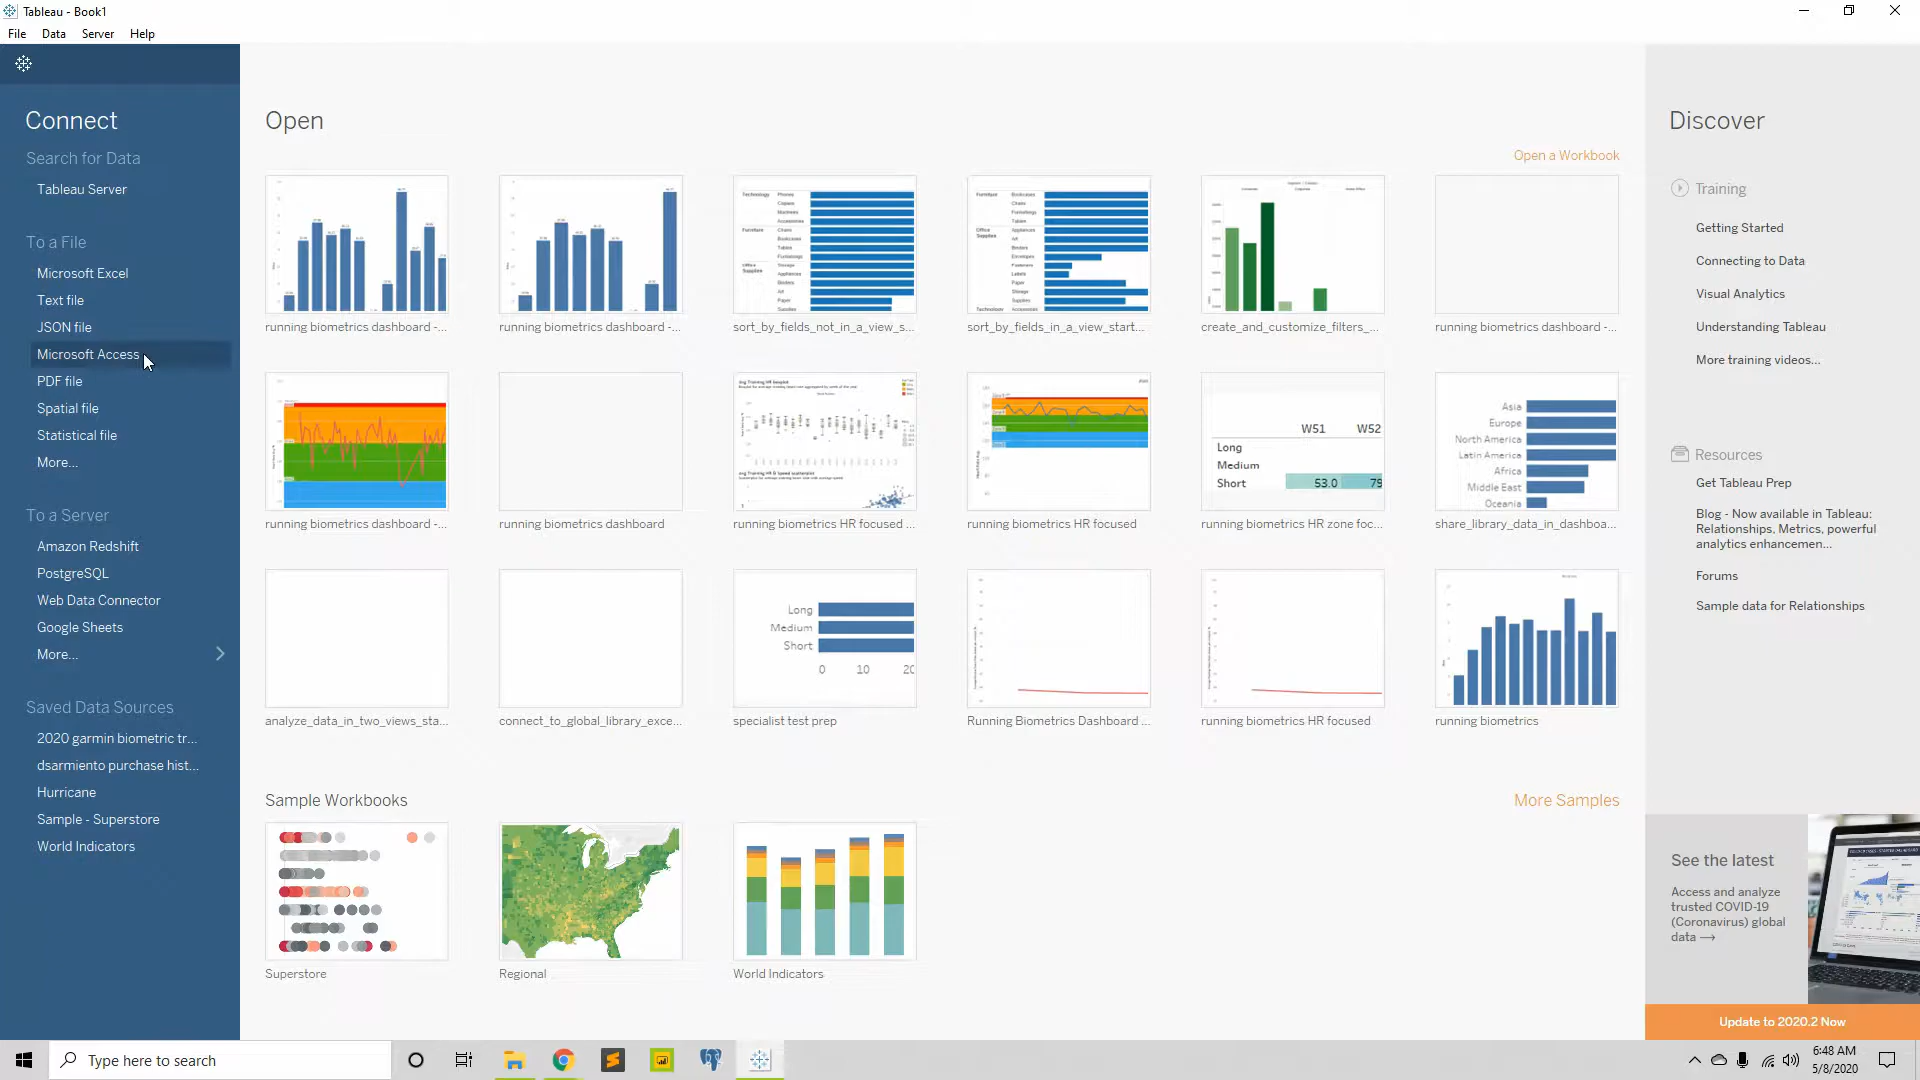 Tableau - Book1
File Data Server Help
Connect
Search for Data
Tableau Server
To a File
Microsoft Excel
Text file
JSON file
Microsoft Access
PDF file
Spatial file
Statistical file
More...
To a Server
Amazon Redshift
PostgreSQL
Web Data Connector
Google Sheets
More...
Saved Data Sources
2020 garmin biometric tr...
dsarmiento purchase hist...
Hurricane
Sample - Superstore
World Indicators
Open
Open a Workbook
running biometrics dashboard -...
running biometrics dashboard -...
sort_by_fields_not_in_a_view_s...
sort_by_fields_in_a_view_start...
create_and_customize_filters_...
running biometrics dashboard -...
W51 W52
Long
Medium
Short 53.0 79
Asia
Europe
North America
Latin America
Africa
Middle East
Oceania
running biometrics dashboard -...
running biometrics dashboard
running biometrics HR focused ...
running biometrics HR focused
running biometrics HR zone foc...
share_library_data_in_dashboa...
Long
Medium
Short
0 10 20
analyze_data_in_two_views_sta...
connect_to_global_library_exce...
specialist test prep
Running Biometrics Dashboard ...
running biometrics HR focused
running biometrics
Sample Workbooks
More Samples
Superstore
Regional
World Indicators
Discover
Training
Getting Started
Connecting to Data
Visual Analytics
Understanding Tableau
More training videos...
Resources
Get Tableau Prep
Blog - Now available in Tableau:
Relationships, Metrics, powerful
analytics enhancemen...
Forums
Sample data for Relationships
See the latest
Access and analyze
trusted COVID-19
(Coronavirus) global
data →
Update to 2020.2 Now
Type here to search
6:48 AM
5/8/2020